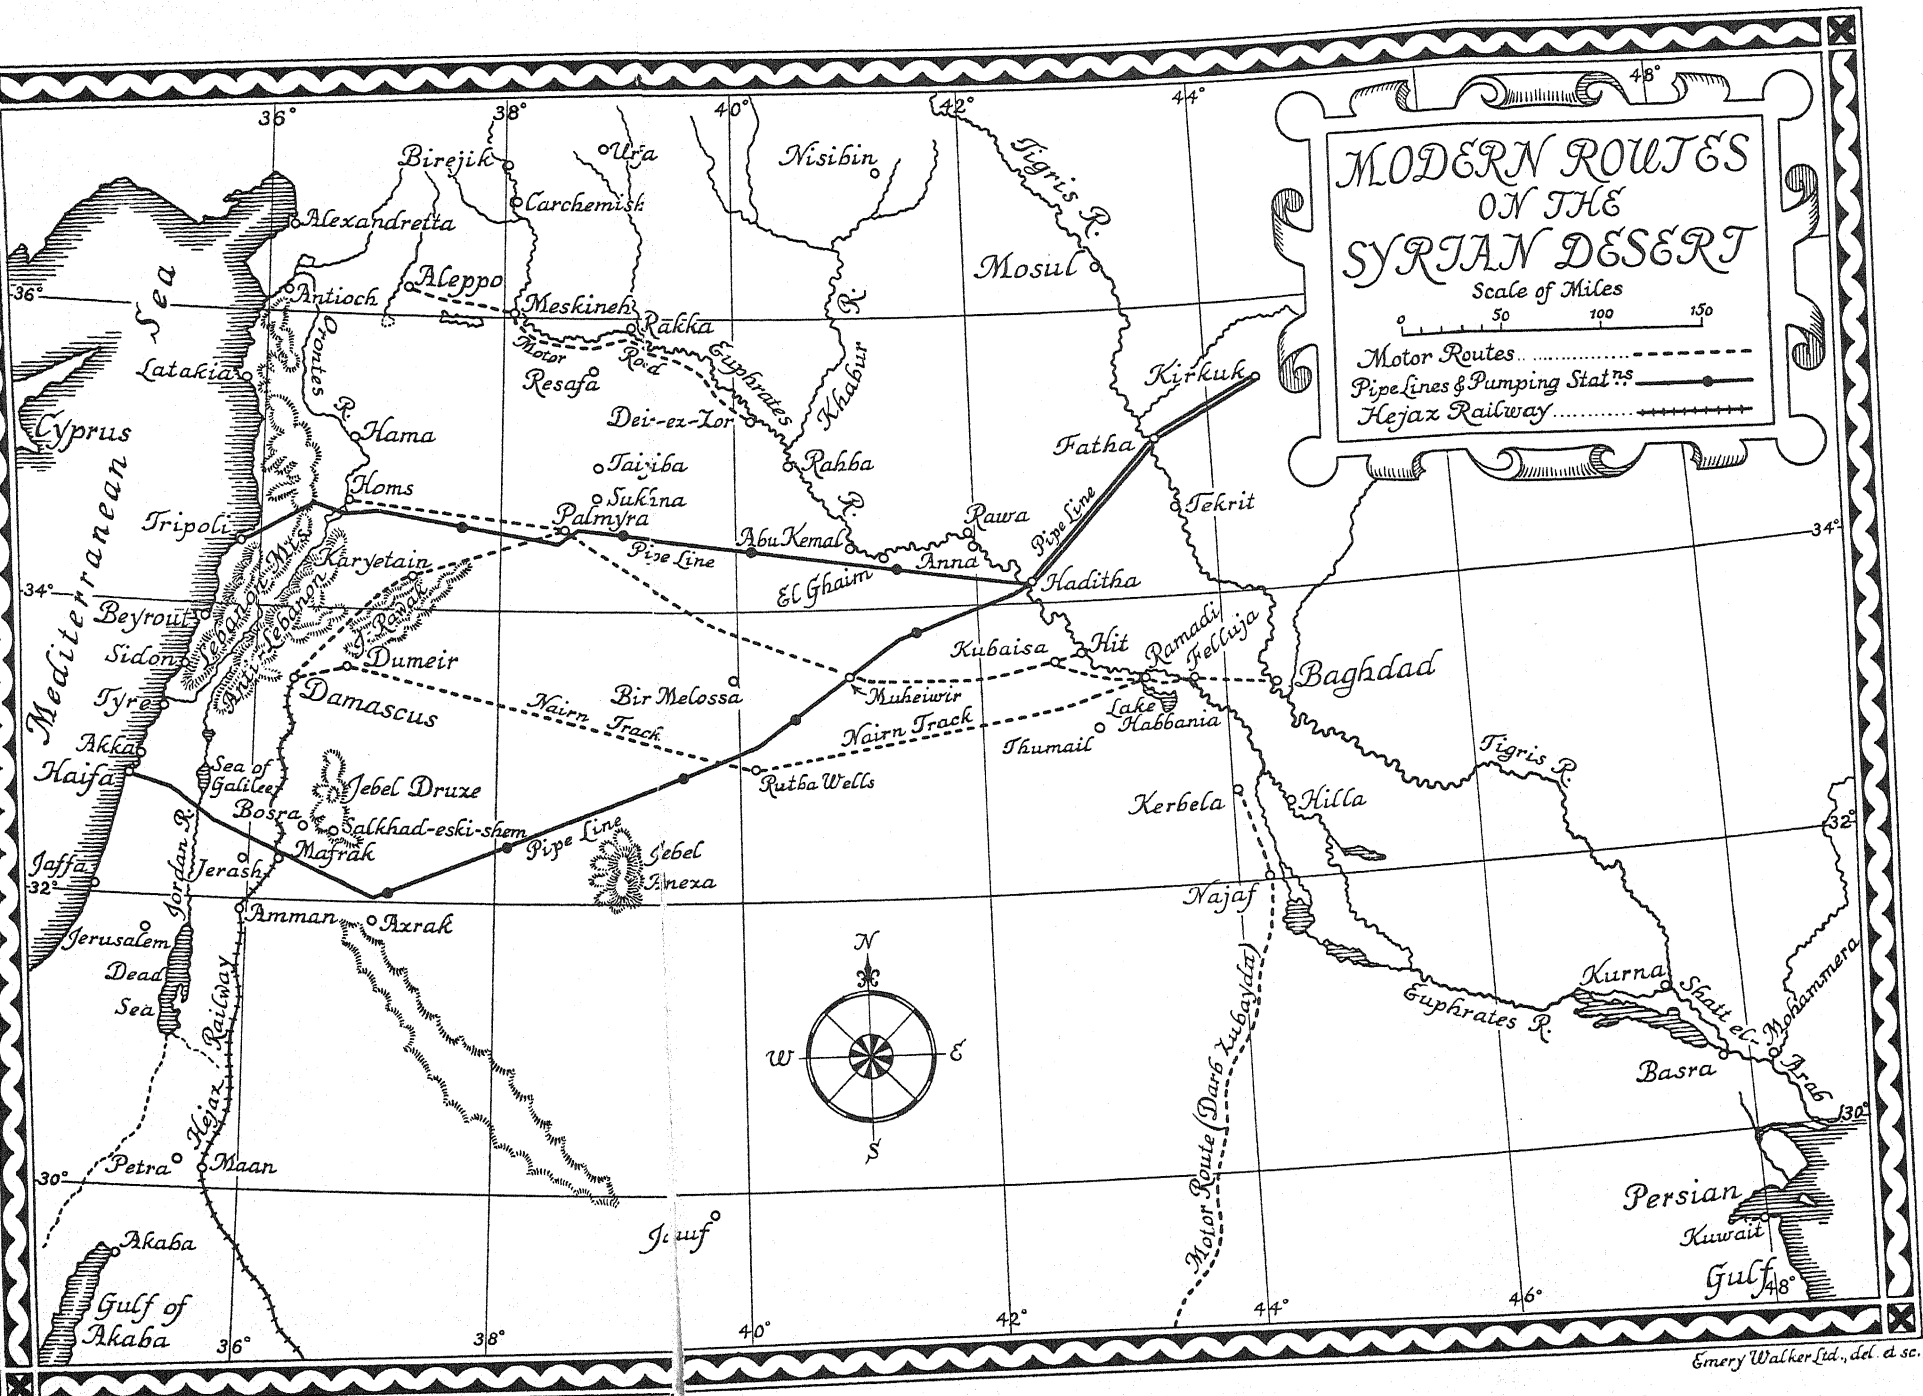 MODERN ROUTES
ON THE
SYRIAN DESERT
Scale of Miles
0 50 100 150
Motor Routes
Pipe Lines & Pumping Statns
Hejaz Railway
36° 38° 40° 42° 44° 48°
Birejik
Urfa
Nisibin
Tigris R.
Carchemish
Alexandretta
Mosul
Aleppo
Antioch
36°
Meskineh
Rakka
Motor Road
Euphrates R.
Khabur R.
Orontes R.
Resafa
Latakia
Kirkuk
Deir-ez-Zor
Cyprus
Hama
Fatha
Rahba
Taiyiba
Sukhna
Homs
Tekrit
Mediterranean Sea
Tripoli
Palmyra
Rawa
Pipe Line
34°
Abu Kemal
Pipe Line
Karyetain
Anna
El Ghaim
Haditha
34°
Beyrout
Lebanon Mts
Anti-Lebanon
J. Rawak
Ramadi
Felluja
Sidon
Dumeir
Kubaisa
Hit
Baghdad
Tyre
Damascus
Nairn Track
Bir Melossa
Muheiwir
Lake Habbania
Nairn Track
Thumail
Akka
Haifa
Sea of Galilee
Jebel Druze
Rutba Wells
Tigris R.
Bosra
Salkhad-eski-shem
Kerbela
Hilla
Pipe Line
32°
Mafrak
Jaffa
Jordan R.
Jerash
Jebel Aneza
32°
Najaf
Amman
Azrak
Jerusalem
Dead Sea
N
W E
S
Kurna
Shatt el-Arab
Mohammera
Euphrates R.
Basra
Hejaz Railway
Motor Route (Darb Zubayda)
30°
Petra
Maan
30°
Persian Gulf
Kuwait
Jauf
Akaba
Gulf of
Akaba
36° 38° 40° 42° 44° 46° 48°
Emery Walker Ltd., del. et sc.